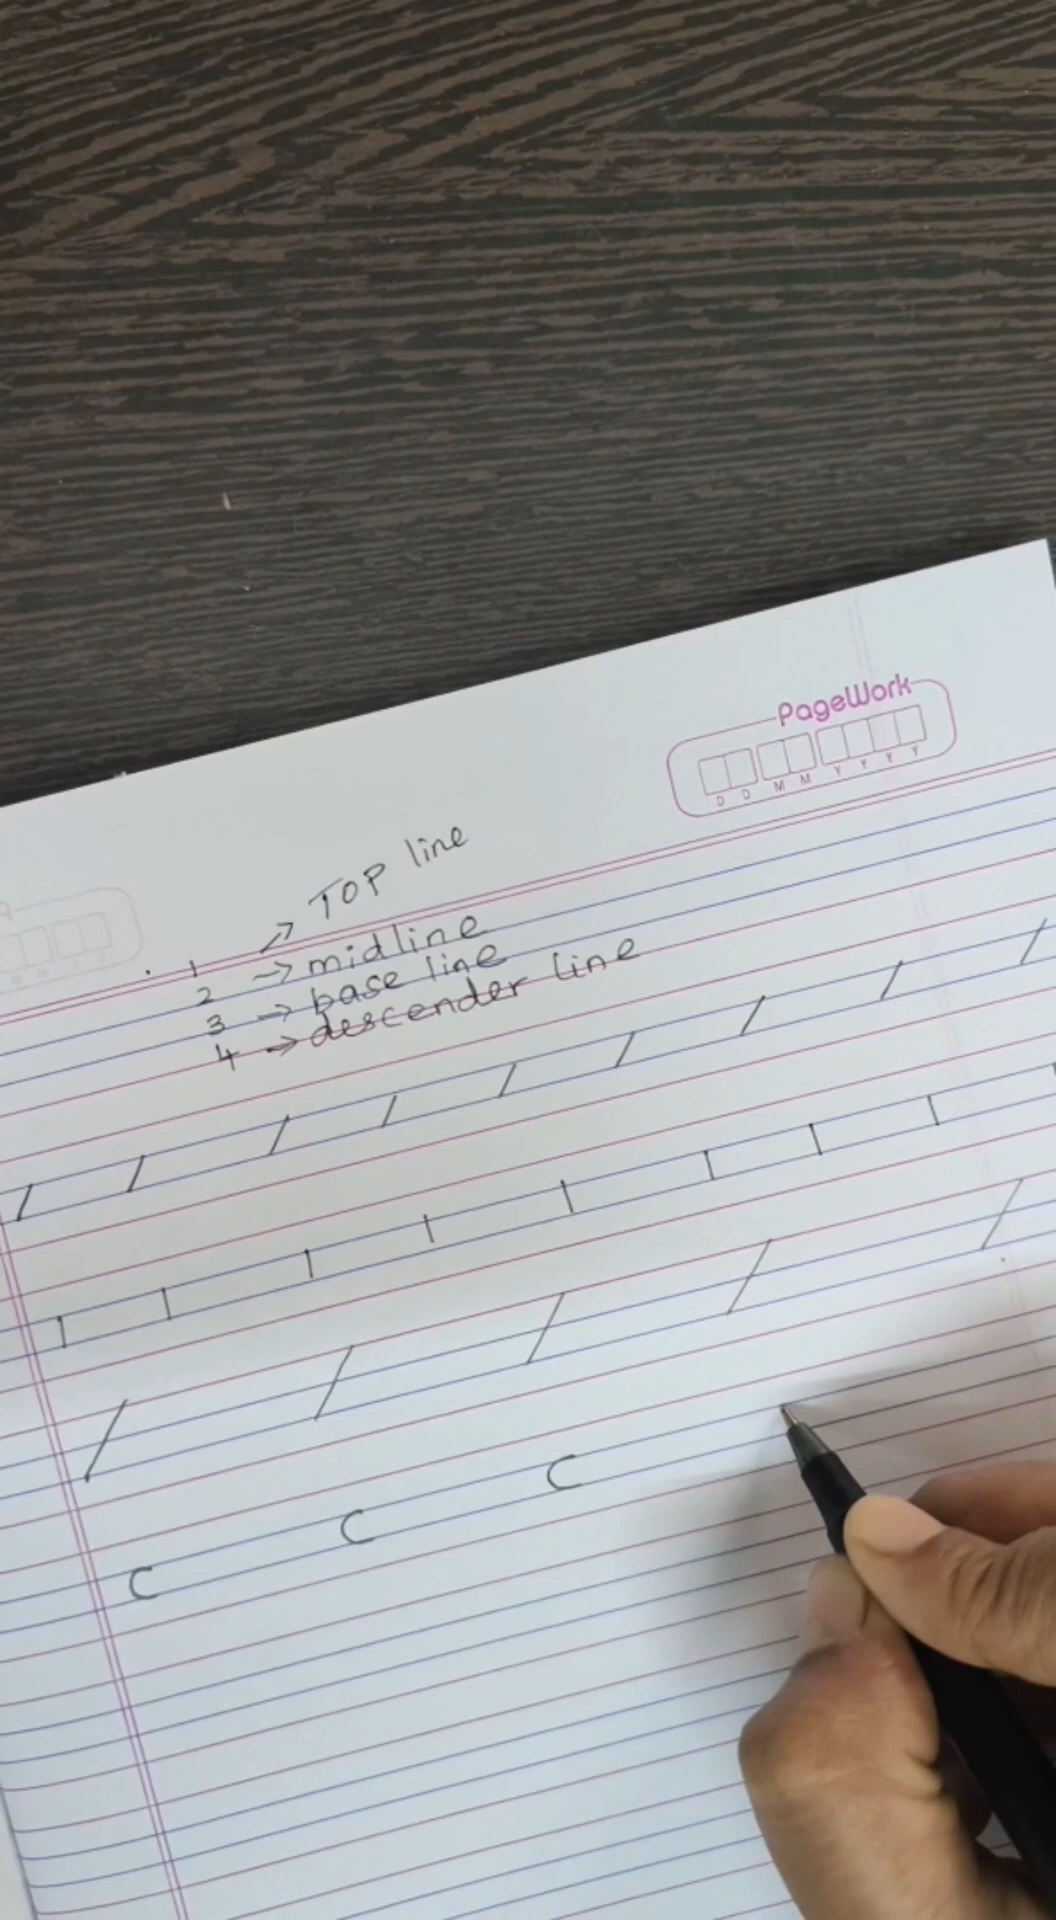 PageWork
D D M M Y Y Y Y
1 → TOP line
2 → midline
3 → base line
4 → descender line
/ / / / / / / /
| | | | | | | |
/ / / / /
C C C